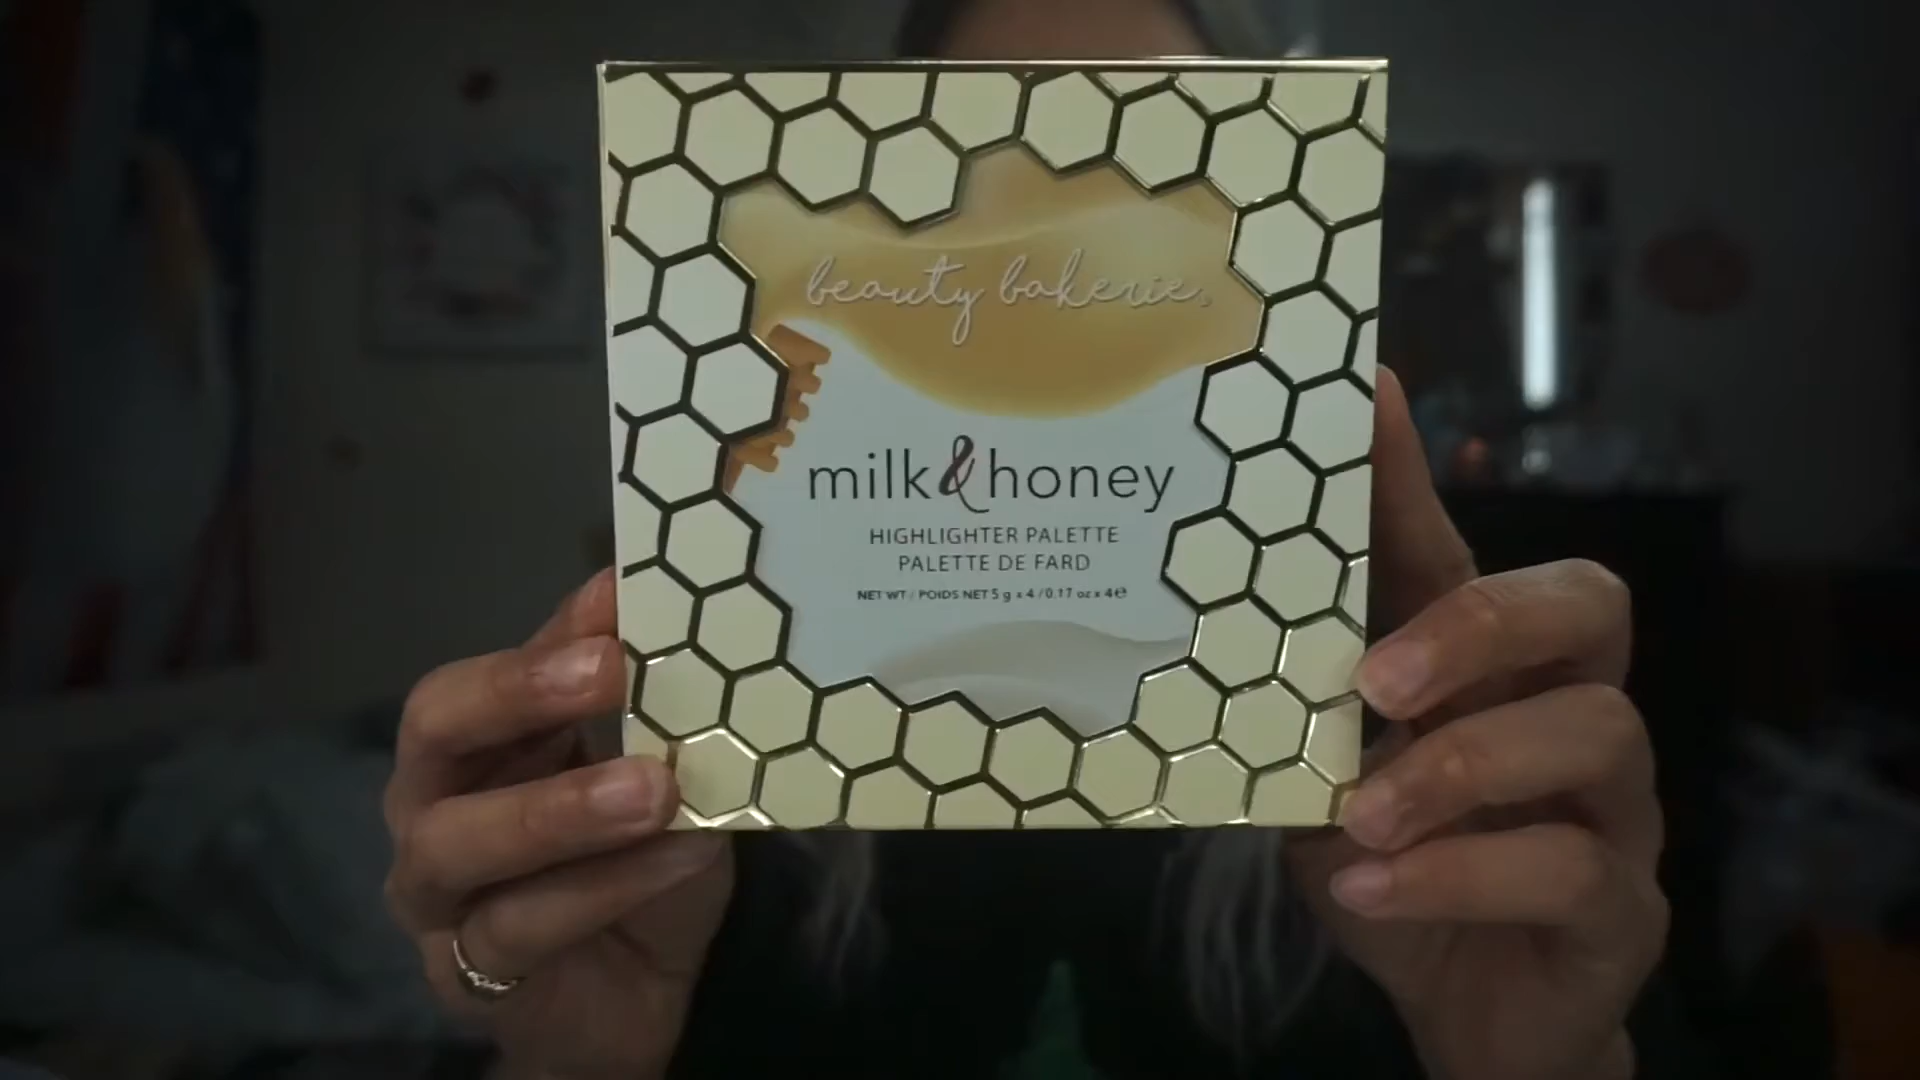 beauty bakerie
milk & honey
HIGHLIGHTER PALETTE
PALETTE DE FARD
NET WT / POIDS NET 5 g x 4 / 0.17 oz x 4 ℮